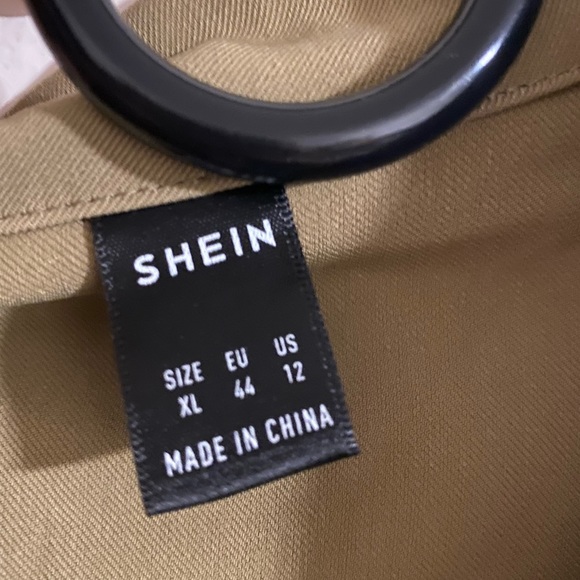 SHEIN
SIZE EU US
XL 44 12
MADE IN CHINA